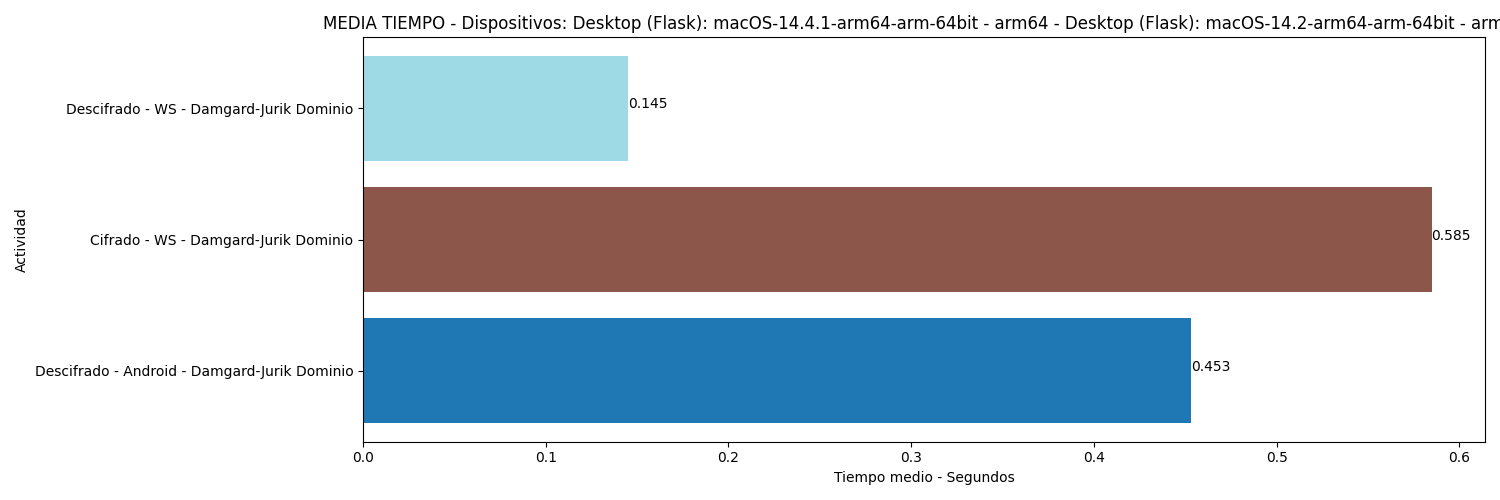 MEDIA TIEMPO - Dispositivos: Desktop (Flask): macOS-14.4.1-arm64-arm-64bit - arm64 - Desktop (Flask): macOS-14.2-arm64-arm-64bit - arm
Descifrado - WS - Damgard-Jurik Dominio
0.145
Cifrado - WS - Damgard-Jurik Dominio
0.585
Descifrado - Android - Damgard-Jurik Dominio
0.453
Actividad
0.0 0.1 0.2 0.3 0.4 0.5 0.6
Tiempo medio - Segundos